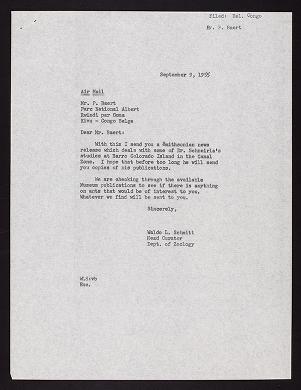 Filed: Bel. Congo
Mr. P. Baert
September 9, 1955
Air Mail
Mr. P. Baert
Parc National Albert
Rwindi par Goma
Kivu - Congo Belge
Dear Mr. Baert:
With this I send you a Smithsonian news
release which deals with some of Dr. Schneirla's
studies at Barro Colorado Island in the Canal
Zone. I hope that before too long he will send
you copies of his publications.
We are checking through the available
Museum publications to see if there is anything
on ants that would be of interest to you.
Whatever we find will be sent to you.
Sincerely,
Waldo L. Schmitt
Head Curator
Dept. of Zoology
WLS:vb
Enc.